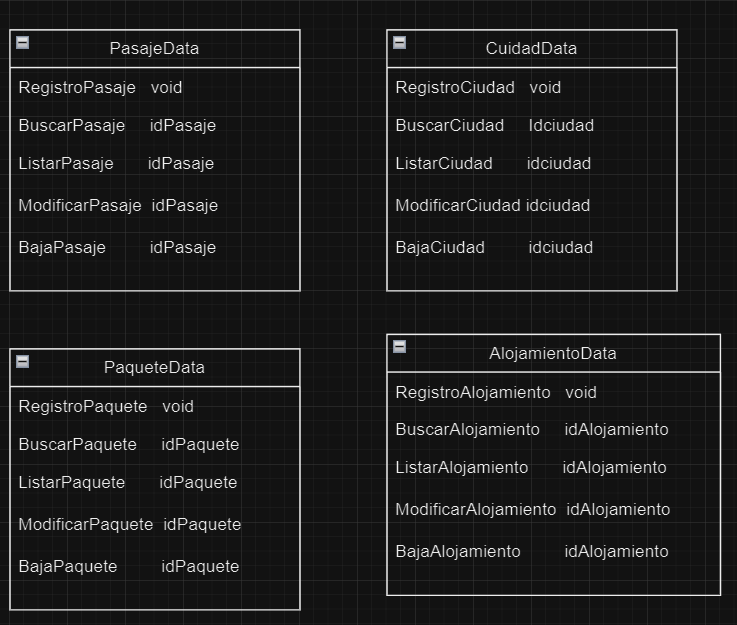 PasajeData
RegistroPasaje void
BuscarPasaje idPasaje
ListarPasaje idPasaje
ModificarPasaje idPasaje
BajaPasaje idPasaje
CuidadData
RegistroCiudad void
BuscarCiudad Idciudad
ListarCiudad idciudad
ModificarCiudad idciudad
BajaCiudad idciudad
PaqueteData
RegistroPaquete void
BuscarPaquete idPaquete
ListarPaquete idPaquete
ModificarPaquete idPaquete
BajaPaquete idPaquete
AlojamientoData
RegistroAlojamiento void
BuscarAlojamiento idAlojamiento
ListarAlojamiento idAlojamiento
ModificarAlojamiento idAlojamiento
BajaAlojamiento idAlojamiento